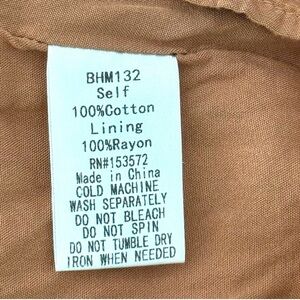 BHM132
Self
100%Cotton
Lining
100%Rayon
RN#153572
Made in China
COLD MACHINE
WASH SEPARATELY
DO NOT BLEACH
DO NOT SPIN
DO NOT TUMBLE DRY
IRON WHEN NEEDED